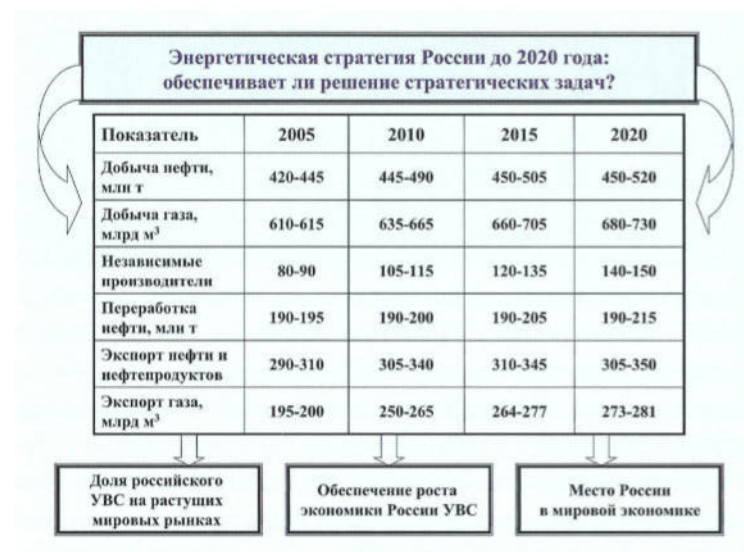 Энергетическая стратегия России до 2020 года:
обеспечивает ли решение стратегических задач?
Показатель 2005 2010 2015 2020
Добыча нефти,
млн т 420-445 445-490 450-505 450-520
Добыча газа,
млрд м³ 610-615 635-665 660-705 680-730
Независимые
производители 80-90 105-115 120-135 140-150
Переработка
нефти, млн т 190-195 190-200 190-205 190-215
Экспорт нефти и
нефтепродуктов 290-310 305-340 310-345 305-350
Экспорт газа,
млрд м³ 195-200 250-265 264-277 273-281
Доля российского
УВС на растущих
мировых рынках
Обеспечение роста
экономики России УВС
Место России
в мировой экономике